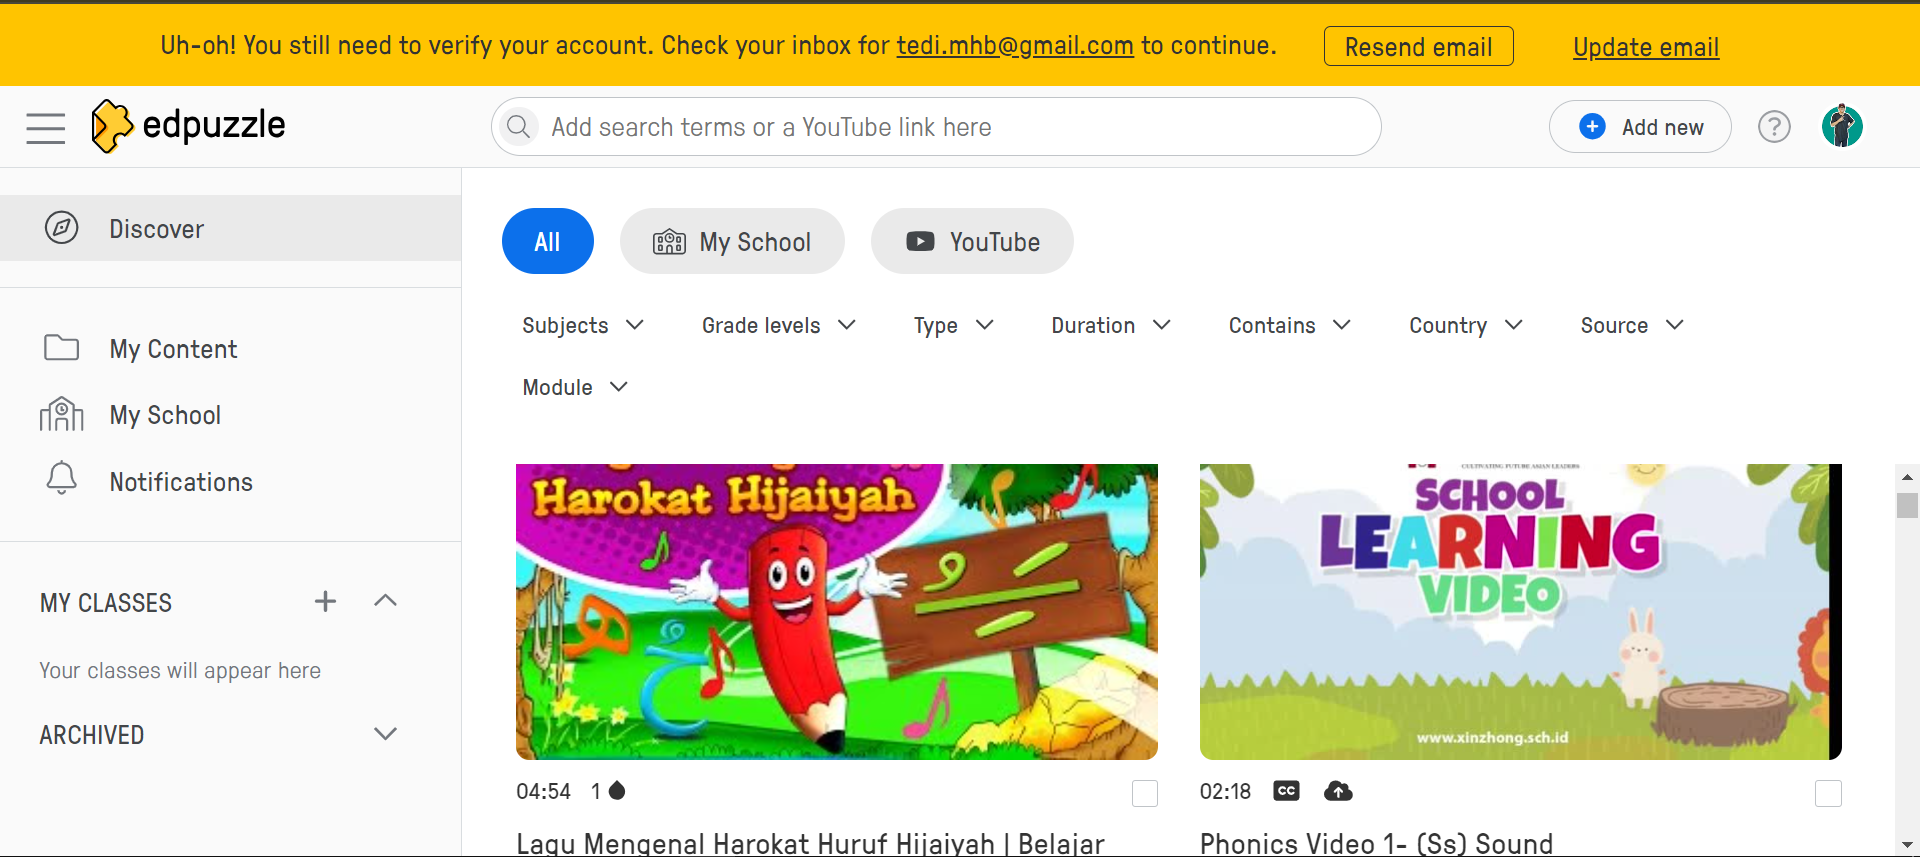 Uh-oh! You still need to verify your account. Check your inbox for tedi.mhb@gmail.com to continue.
Resend email
Update email
edpuzzle
Add search terms or a YouTube link here
Add new
?
Discover
My Content
My School
Notifications
MY CLASSES
Your classes will appear here
ARCHIVED
All
My School
YouTube
Subjects
Grade levels
Type
Duration
Contains
Country
Source
Module
Harokat Hijaiyah
04:54 1
Lagu Mengenal Harokat Huruf Hijaiyah | Belajar
CULTIVATING FUTURE ASIAN LEADERS
SCHOOL
LEARNING
VIDEO
www.xinzhong.sch.id
02:18 CC
Phonics Video 1- (Ss) Sound